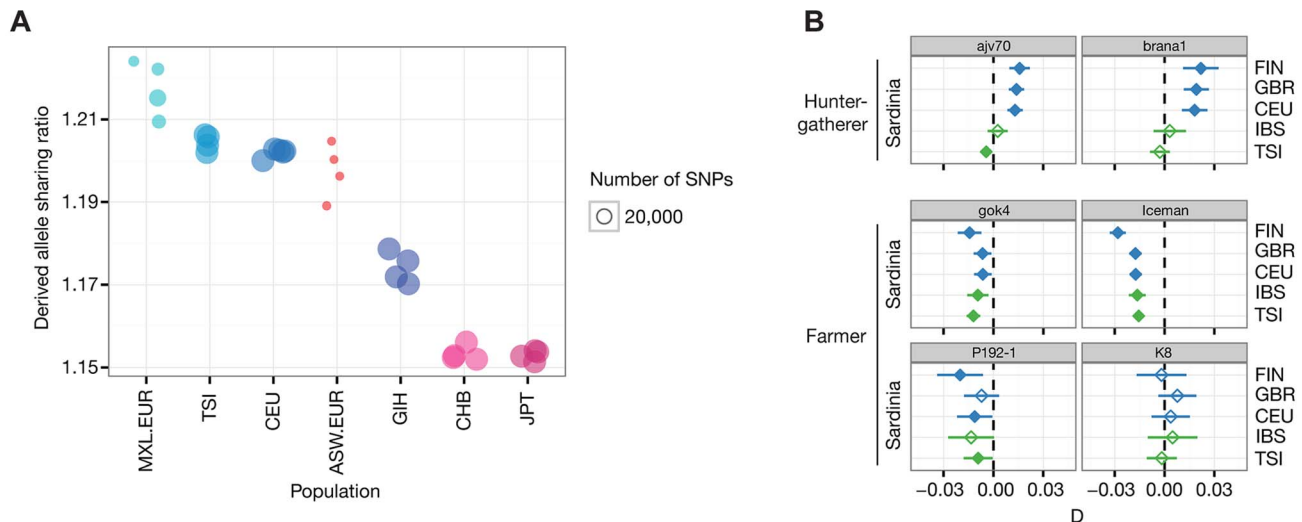 A
Derived allele sharing ratio
1.21
1.19
1.17
1.15
MXL.EUR
TSI
CEU
ASW.EUR
GIH
CHB
JPT
Population
Number of SNPs
20,000
B
Hunter-
gatherer
Sardinia
ajv70
brana1
FIN
GBR
CEU
IBS
TSI
Farmer
Sardinia
gok4
Iceman
FIN
GBR
CEU
IBS
TSI
Sardinia
P192-1
K8
FIN
GBR
CEU
IBS
TSI
−0.03 0.00 0.03
−0.03 0.00 0.03
D